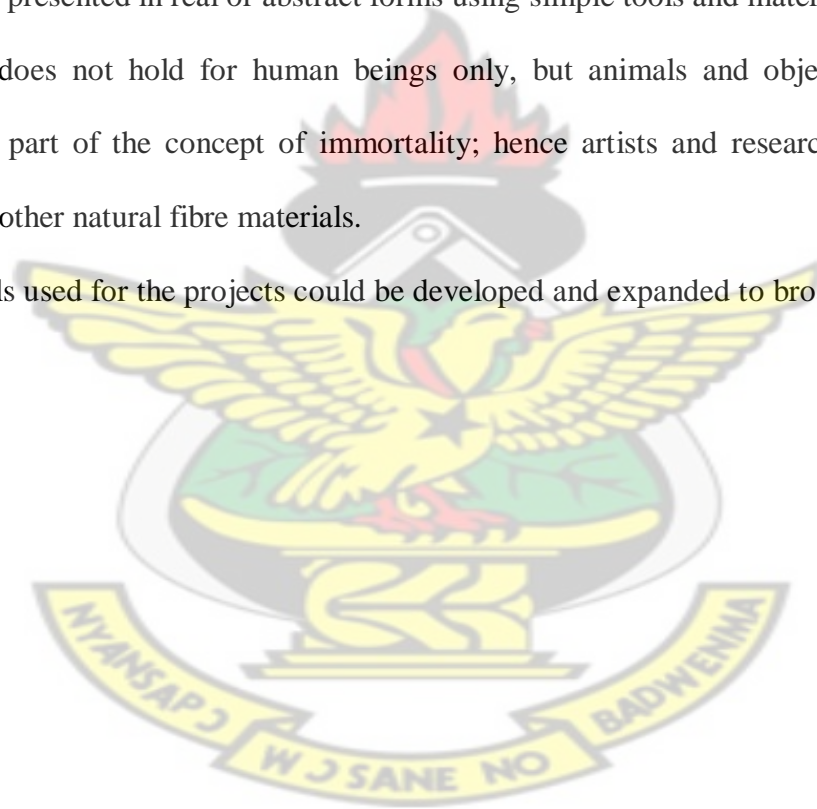 presented in real or abstract forms using simple tools and mater
does not hold for human beings only, but animals and obje
part of the concept of immortality; hence artists and researc
other natural fibre materials.
ls used for the projects could be developed and expanded to bro
NYANSAPƆ
WƆSANE NO
BADWENMA